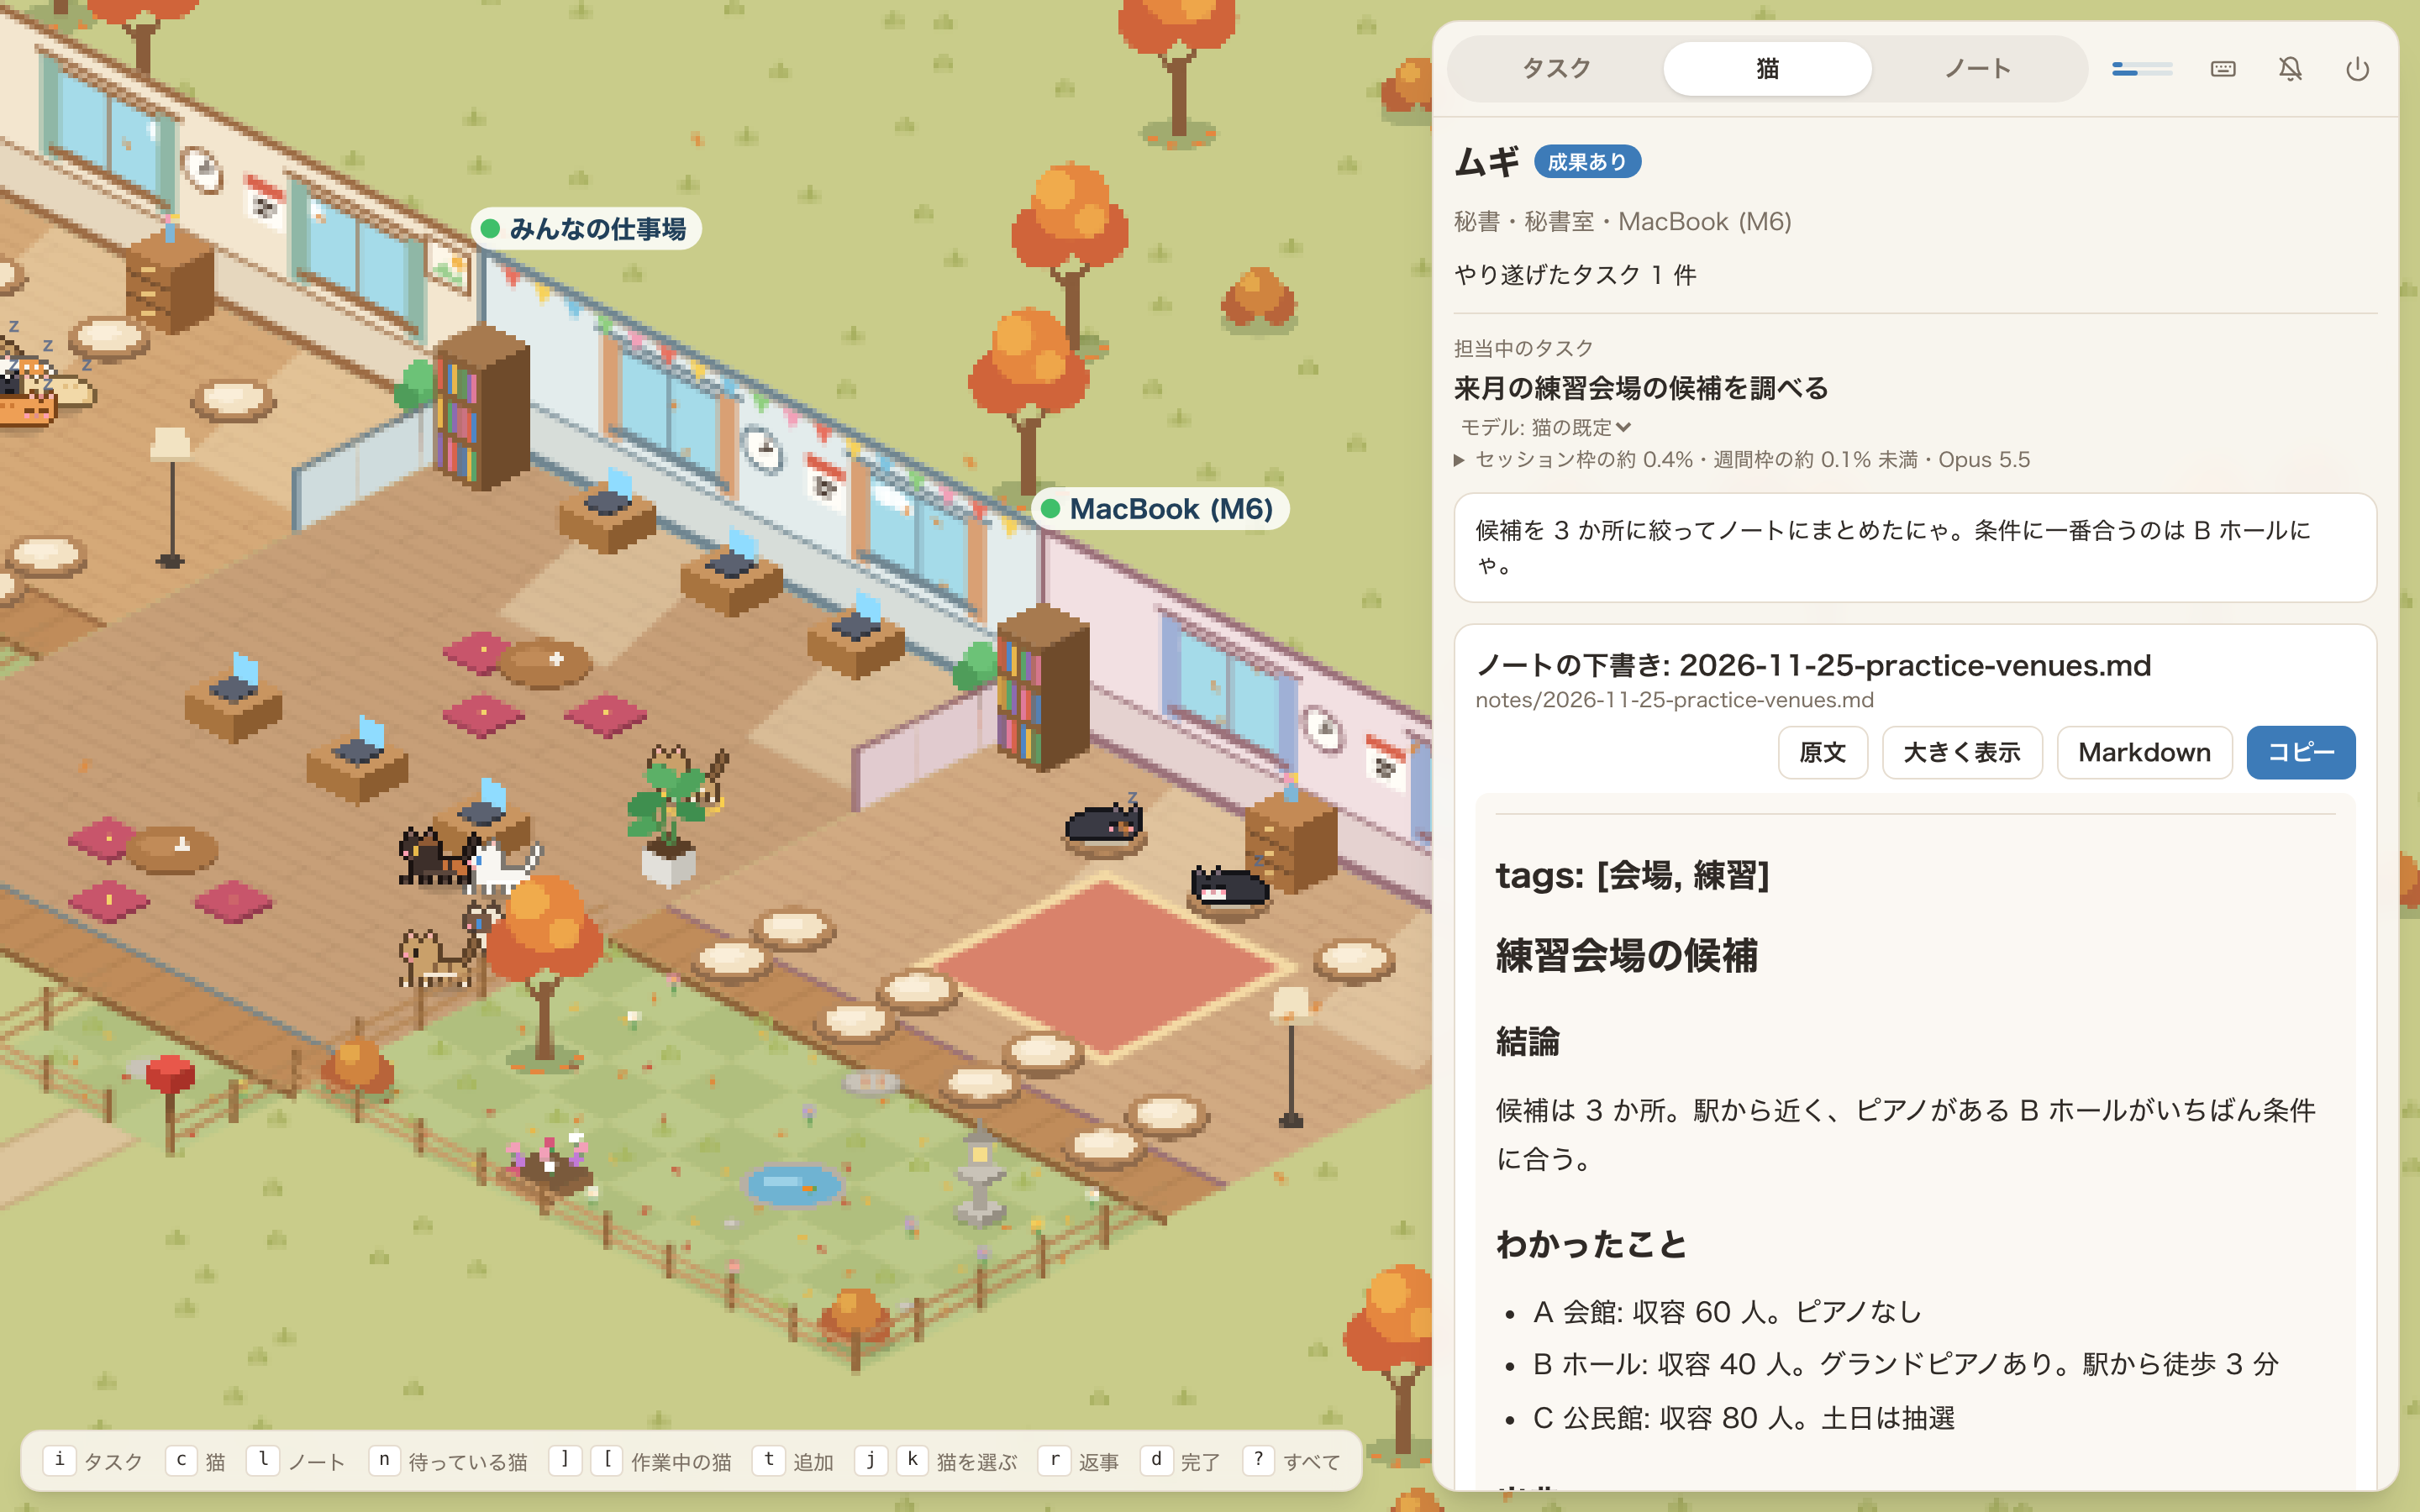 タスク 猫 ノート
ムギ 成果あり
秘書・秘書室・MacBook (M6)
やり遂げたタスク 1 件
担当中のタスク
来月の練習会場の候補を調べる
モデル: 猫の既定
セッション枠の約 0.4%・週間枠の約 0.1% 未満・Opus 5.5
候補を 3 か所に絞ってノートにまとめたにゃ。条件に一番合うのは B ホールに
ゃ。
ノートの下書き: 2026-11-25-practice-venues.md
notes/2026-11-25-practice-venues.md
原文 大きく表示 Markdown コピー
tags: [会場, 練習]
練習会場の候補
結論
候補は 3 か所。駅から近く、ピアノがある B ホールがいちばん条件
に合う。
わかったこと
• A 会館: 収容 60 人。ピアノなし
• B ホール: 収容 40 人。グランドピアノあり。駅から徒歩 3 分
• C 公民館: 収容 80 人。土日は抽選
みんなの仕事場
MacBook (M6)
z
z
z
z
z
z
z
i タスク c 猫 l ノート n 待っている猫 ] [ 作業中の猫 t 追加 j k 猫を選ぶ r 返事 d 完了 ? すべて